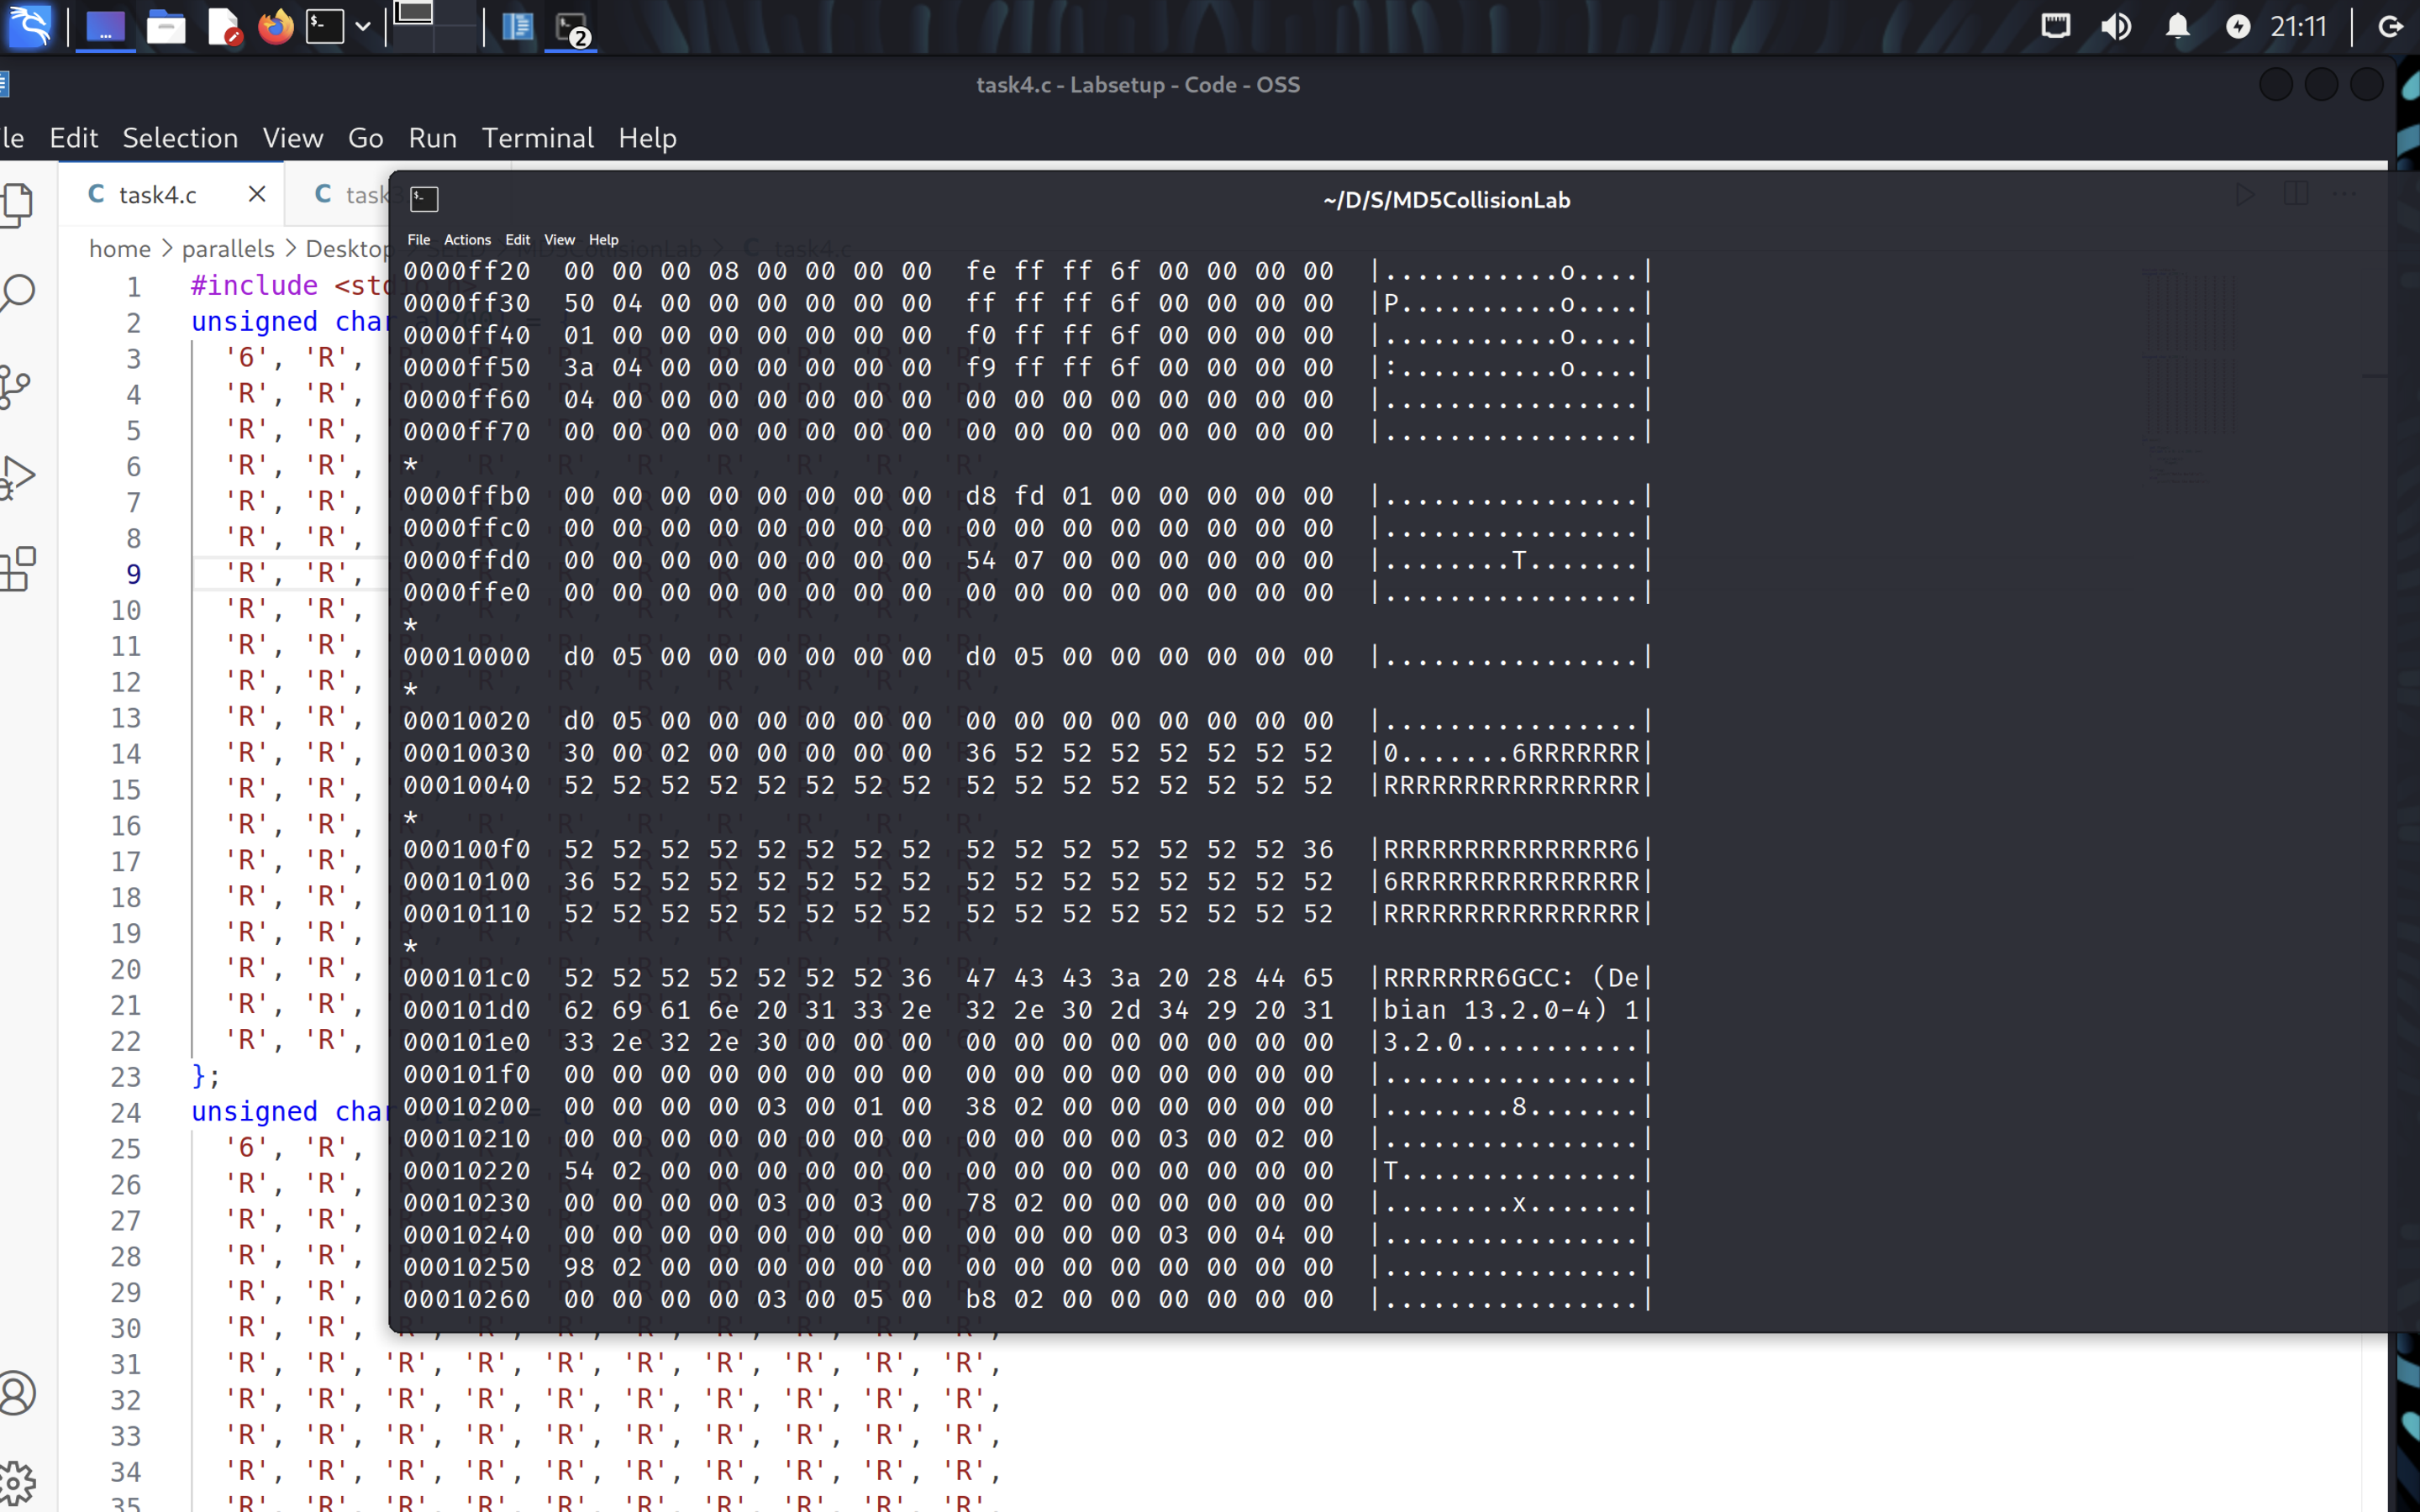 2
21:11
task4.c - Labsetup - Code - OSS
le Edit Selection View Go Run Terminal Help
C task4.c
C task
home > parallels > Desktop
1 #include <std
2 unsigned char
3 '6', 'R',
4 'R', 'R',
5 'R', 'R',
6 'R', 'R',
7 'R', 'R',
8 'R', 'R',
9 'R', 'R',
10 'R', 'R',
11 'R', 'R',
12 'R', 'R',
13 'R', 'R',
14 'R', 'R',
15 'R', 'R',
16 'R', 'R',
17 'R', 'R',
18 'R', 'R',
19 'R', 'R',
20 'R', 'R',
21 'R', 'R',
22 'R', 'R',
23 };
24 unsigned char
25 '6', 'R',
26 'R', 'R',
27 'R', 'R',
28 'R', 'R',
29 'R', 'R',
30 'R', 'R',
31 'R', 'R', 'R', 'R', 'R', 'R', 'R', 'R', 'R', 'R',
32 'R', 'R', 'R', 'R', 'R', 'R', 'R', 'R', 'R', 'R',
33 'R', 'R', 'R', 'R', 'R', 'R', 'R', 'R', 'R', 'R',
34 'R', 'R', 'R', 'R', 'R', 'R', 'R', 'R', 'R', 'R',
35 'R', 'R', 'R', 'R', 'R', 'R', 'R', 'R', 'R', 'R',
~/D/S/MD5CollisionLab
File Actions Edit View Help
0000ff20 00 00 00 08 00 00 00 00 fe ff ff 6f 00 00 00 00 |...........o....|
0000ff30 50 04 00 00 00 00 00 00 ff ff ff 6f 00 00 00 00 |P..........o....|
0000ff40 01 00 00 00 00 00 00 00 f0 ff ff 6f 00 00 00 00 |...........o....|
0000ff50 3a 04 00 00 00 00 00 00 f9 ff ff 6f 00 00 00 00 |:..........o....|
0000ff60 04 00 00 00 00 00 00 00 00 00 00 00 00 00 00 00 |................|
0000ff70 00 00 00 00 00 00 00 00 00 00 00 00 00 00 00 00 |................|
*
0000ffb0 00 00 00 00 00 00 00 00 d8 fd 01 00 00 00 00 00 |................|
0000ffc0 00 00 00 00 00 00 00 00 00 00 00 00 00 00 00 00 |................|
0000ffd0 00 00 00 00 00 00 00 00 54 07 00 00 00 00 00 00 |........T.......|
0000ffe0 00 00 00 00 00 00 00 00 00 00 00 00 00 00 00 00 |................|
*
00010000 d0 05 00 00 00 00 00 00 d0 05 00 00 00 00 00 00 |................|
*
00010020 d0 05 00 00 00 00 00 00 00 00 00 00 00 00 00 00 |................|
00010030 30 00 02 00 00 00 00 00 36 52 52 52 52 52 52 52 |0.......6RRRRRRR|
00010040 52 52 52 52 52 52 52 52 52 52 52 52 52 52 52 52 |RRRRRRRRRRRRRRRR|
*
000100f0 52 52 52 52 52 52 52 52 52 52 52 52 52 52 52 36 |RRRRRRRRRRRRRRR6|
00010100 36 52 52 52 52 52 52 52 52 52 52 52 52 52 52 52 |6RRRRRRRRRRRRRRR|
00010110 52 52 52 52 52 52 52 52 52 52 52 52 52 52 52 52 |RRRRRRRRRRRRRRRR|
*
000101c0 52 52 52 52 52 52 52 36 47 43 43 3a 20 28 44 65 |RRRRRRR6GCC: (De|
000101d0 62 69 61 6e 20 31 33 2e 32 2e 30 2d 34 29 20 31 |bian 13.2.0-4) 1|
000101e0 33 2e 32 2e 30 00 00 00 00 00 00 00 00 00 00 00 |3.2.0...........|
000101f0 00 00 00 00 00 00 00 00 00 00 00 00 00 00 00 00 |................|
00010200 00 00 00 00 03 00 01 00 38 02 00 00 00 00 00 00 |........8.......|
00010210 00 00 00 00 00 00 00 00 00 00 00 00 03 00 02 00 |................|
00010220 54 02 00 00 00 00 00 00 00 00 00 00 00 00 00 00 |T...............|
00010230 00 00 00 00 03 00 03 00 78 02 00 00 00 00 00 00 |........x.......|
00010240 00 00 00 00 00 00 00 00 00 00 00 00 03 00 04 00 |................|
00010250 98 02 00 00 00 00 00 00 00 00 00 00 00 00 00 00 |................|
00010260 00 00 00 00 03 00 05 00 b8 02 00 00 00 00 00 00 |................|